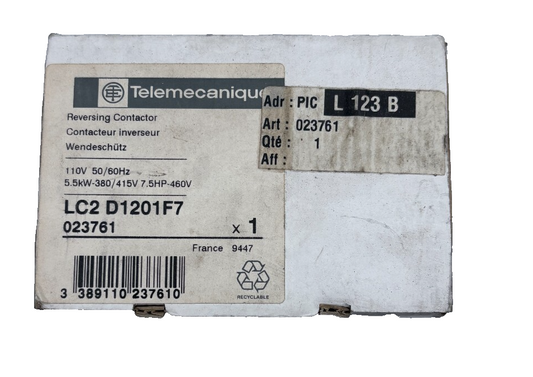 Telemecanique
Reversing Contactor
Contacteur inverseur
Wendeschütz
110V 50/60Hz
5.5kW-380/415V 7.5HP-460V
LC2 D1201F7
023761 x 1
France 9447
3 389110 237610
RECYCLABLE
Adr : PIC L 123 B
Art : 023761
Qté : 1
Aff :